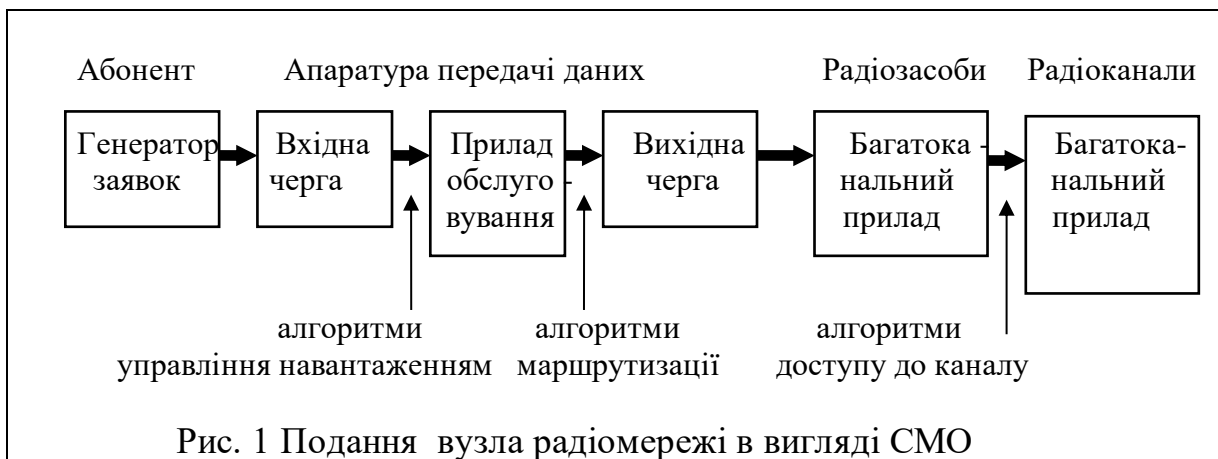 Абонент Апаратура передачі даних Радіозасоби Радіоканали
Генератор заявок
Вхідна черга
Прилад обслуго-
вування
Вихідна черга
Багатока-
нальний
прилад
Багатока-
нальний
прилад
алгоритми
управління навантаженням
алгоритми
маршрутизації
алгоритми
доступу до каналу
Рис. 1 Подання вузла радіомережі в вигляді СМО